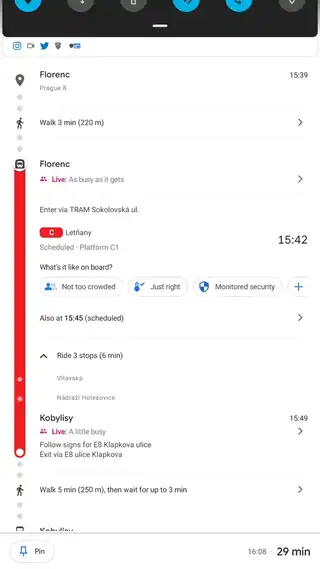 Florenc
15:39
Prague 8
Walk 3 min (220 m)
Florenc
Live: As busy as it gets
Enter via TRAM Sokolovská ul.
C Letňany
15:42
Scheduled · Platform C1
What's it like on board?
Not too crowded
Just right
Monitored security
Also at 15:45 (scheduled)
Ride 3 stops (6 min)
Vltavská
Nádraží Holešovice
Kobylisy
15:49
Live: A little busy
Follow signs for E8 Klapkova ulice
Exit via E8 ulice Klapkova
Walk 5 min (250 m), then wait for up to 3 min
Kobylisy
Pin
16:08 · 29 min